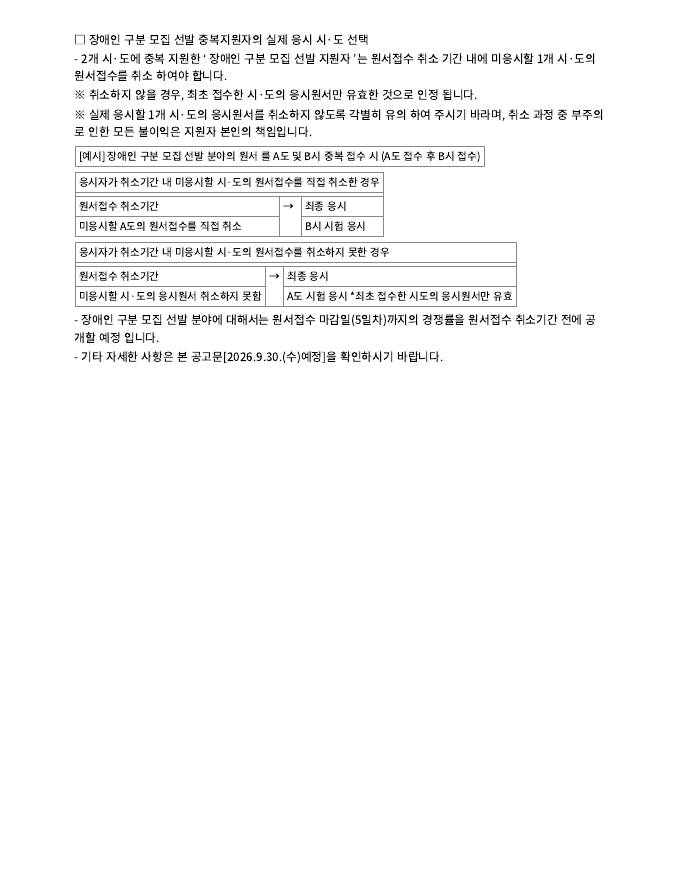 □ 장애인 구분 모집 선발 중복지원자의 실제 응시 시·도 선택
- 2개 시·도에 중복 지원한 ‘ 장애인 구분 모집 선발 지원자 ’는 원서접수 취소 기간 내에 미응시할 1개 시·도의
원서접수를 취소 하여야 합니다.
※ 취소하지 않을 경우, 최초 접수한 시·도의 응시원서만 유효한 것으로 인정 됩니다.
※ 실제 응시할 1개 시·도의 응시원서를 취소하지 않도록 각별히 유의 하여 주시기 바라며, 취소 과정 중 부주의
로 인한 모든 불이익은 지원자 본인의 책임입니다.
[예시] 장애인 구분 모집 선발 분야의 원서 를 A도 및 B시 중복 접수 시 (A도 접수 후 B시 접수)
응시자가 취소기간 내 미응시할 시·도의 원서접수를 직접 취소한 경우
원서접수 취소기간 → 최종 응시
미응시할 A도의 원서접수를 직접 취소 B시 시험 응시
응시자가 취소기간 내 미응시할 시·도의 원서접수를 취소하지 못한 경우
원서접수 취소기간 → 최종 응시
미응시할 시·도의 응시원서 취소하지 못함 A도 시험 응시 *최초 접수한 시도의 응시원서만 유효
- 장애인 구분 모집 선발 분야에 대해서는 원서접수 마감일(5일차)까지의 경쟁률을 원서접수 취소기간 전에 공
개할 예정 입니다.
- 기타 자세한 사항은 본 공고문[2026.9.30.(수)예정]을 확인하시기 바랍니다.